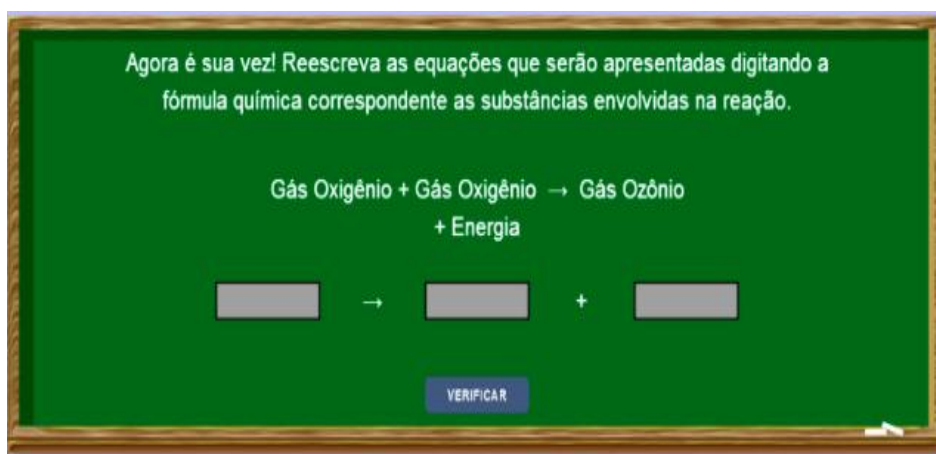 Agora é sua vez! Reescreva as equações que serão apresentadas digitando a
fórmula química correspondente as substâncias envolvidas na reação.
Gás Oxigênio + Gás Oxigênio → Gás Ozônio
+ Energia
→ +
VERIFICAR